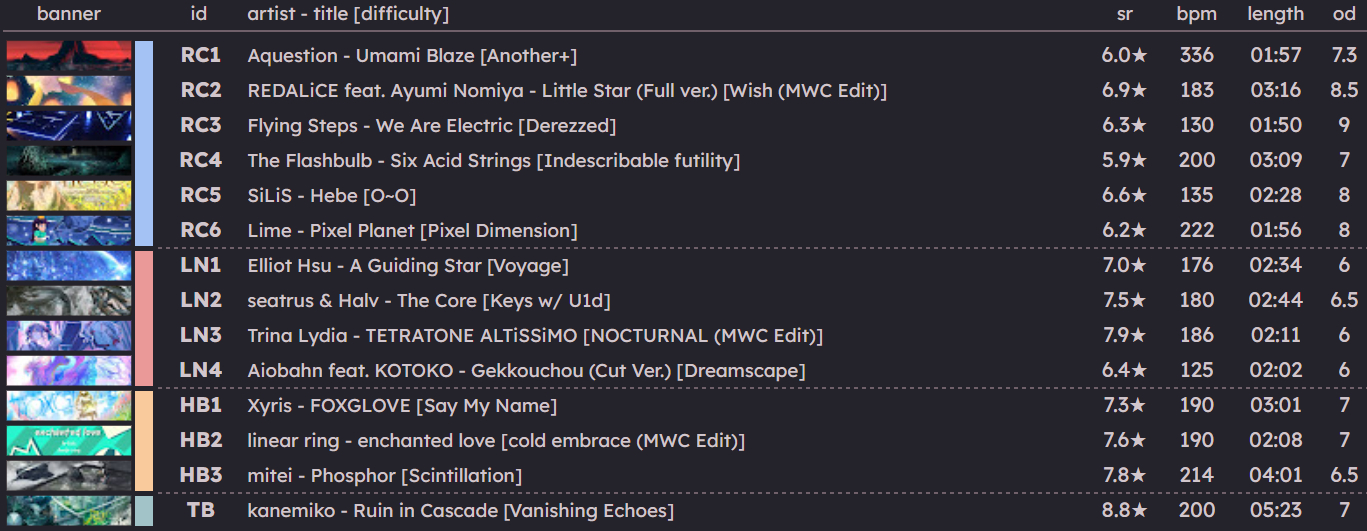 banner id artist - title [difficulty] sr bpm length od
RC1 Aquestion - Umami Blaze [Another+] 6.0★ 336 01:57 7.3
RC2 REDALiCE feat. Ayumi Nomiya - Little Star (Full ver.) [Wish (MWC Edit)] 6.9★ 183 03:16 8.5
RC3 Flying Steps - We Are Electric [Derezzed] 6.3★ 130 01:50 9
RC4 The Flashbulb - Six Acid Strings [Indescribable futility] 5.9★ 200 03:09 7
RC5 SiLiS - Hebe [O~O] 6.6★ 135 02:28 8
RC6 Lime - Pixel Planet [Pixel Dimension] 6.2★ 222 01:56 8
LN1 Elliot Hsu - A Guiding Star [Voyage] 7.0★ 176 02:34 6
LN2 seatrus & Halv - The Core [Keys w/ U1d] 7.5★ 180 02:44 6.5
LN3 Trina Lydia - TETRATONE ALTiSSiMO [NOCTURNAL (MWC Edit)] 7.9★ 186 02:11 6
LN4 Aiobahn feat. KOTOKO - Gekkouchou (Cut Ver.) [Dreamscape] 6.4★ 125 02:02 6
HB1 Xyris - FOXGLOVE [Say My Name] 7.3★ 190 03:01 7
enchanted love HB2 linear ring - enchanted love [cold embrace (MWC Edit)] 7.6★ 190 02:08 7
HB3 mitei - Phosphor [Scintillation] 7.8★ 214 04:01 6.5
TB kanemiko - Ruin in Cascade [Vanishing Echoes] 8.8★ 200 05:23 7